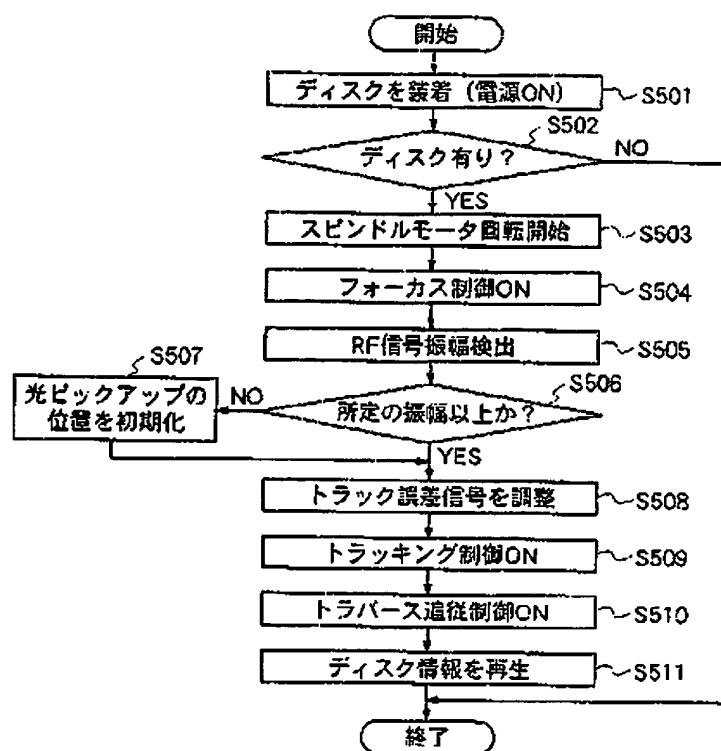 開始
ディスクを装着（電源ON）
S501
S502
ディスク有り？
NO
YES
スピンドルモータ回転開始
S503
フォーカス制御ON
S504
RF信号振幅検出
S505
S507
光ピックアップの
位置を初期化
NO
S506
所定の振幅以上か？
YES
トラック誤差信号を調整
S508
トラッキング制御ON
S509
トラバース追従制御ON
S510
ディスク情報を再生
S511
終了